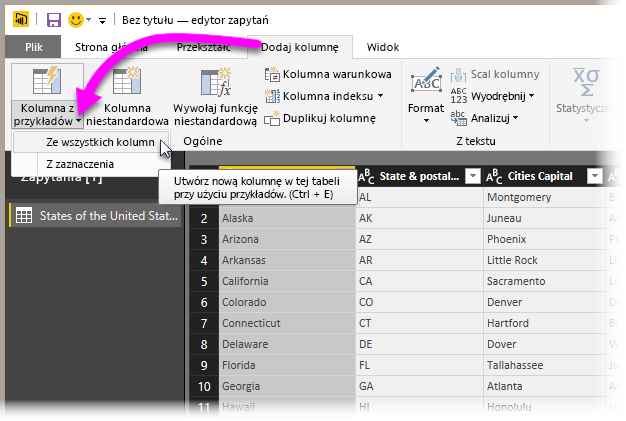 Bez tytułu — edytor zapytań
Plik
Strona główna
Przekształć
Dodaj kolumnę
Widok
Kolumna z
przykładów
Kolumna
niestandardowa
Wywołaj funkcję
niestandardową
Kolumna warunkowa
Kolumna indeksu
Duplikuj kolumnę
Ogólne
Format
Scal kolumny
Wyodrębnij
Analizuj
Z tekstu
Statystyczn
Ze wszystkich kolumn
Z zaznaczenia
Utwórz nową kolumnę w tej tabeli
przy użyciu przykładów. (Ctrl + E)
Zapytania [1]
States of the United Stat...
State & postal... Cities Capital
AL Montgomery
2 Alaska AK Juneau
3 Arizona AZ Phoenix
4 Arkansas AR Little Rock
5 California CA Sacramento
6 Colorado CO Denver
7 Connecticut CT Hartford
8 Delaware DE Dover
9 Florida FL Tallahassee
10 Georgia GA Atlanta
11 Hawaii HI Honolulu